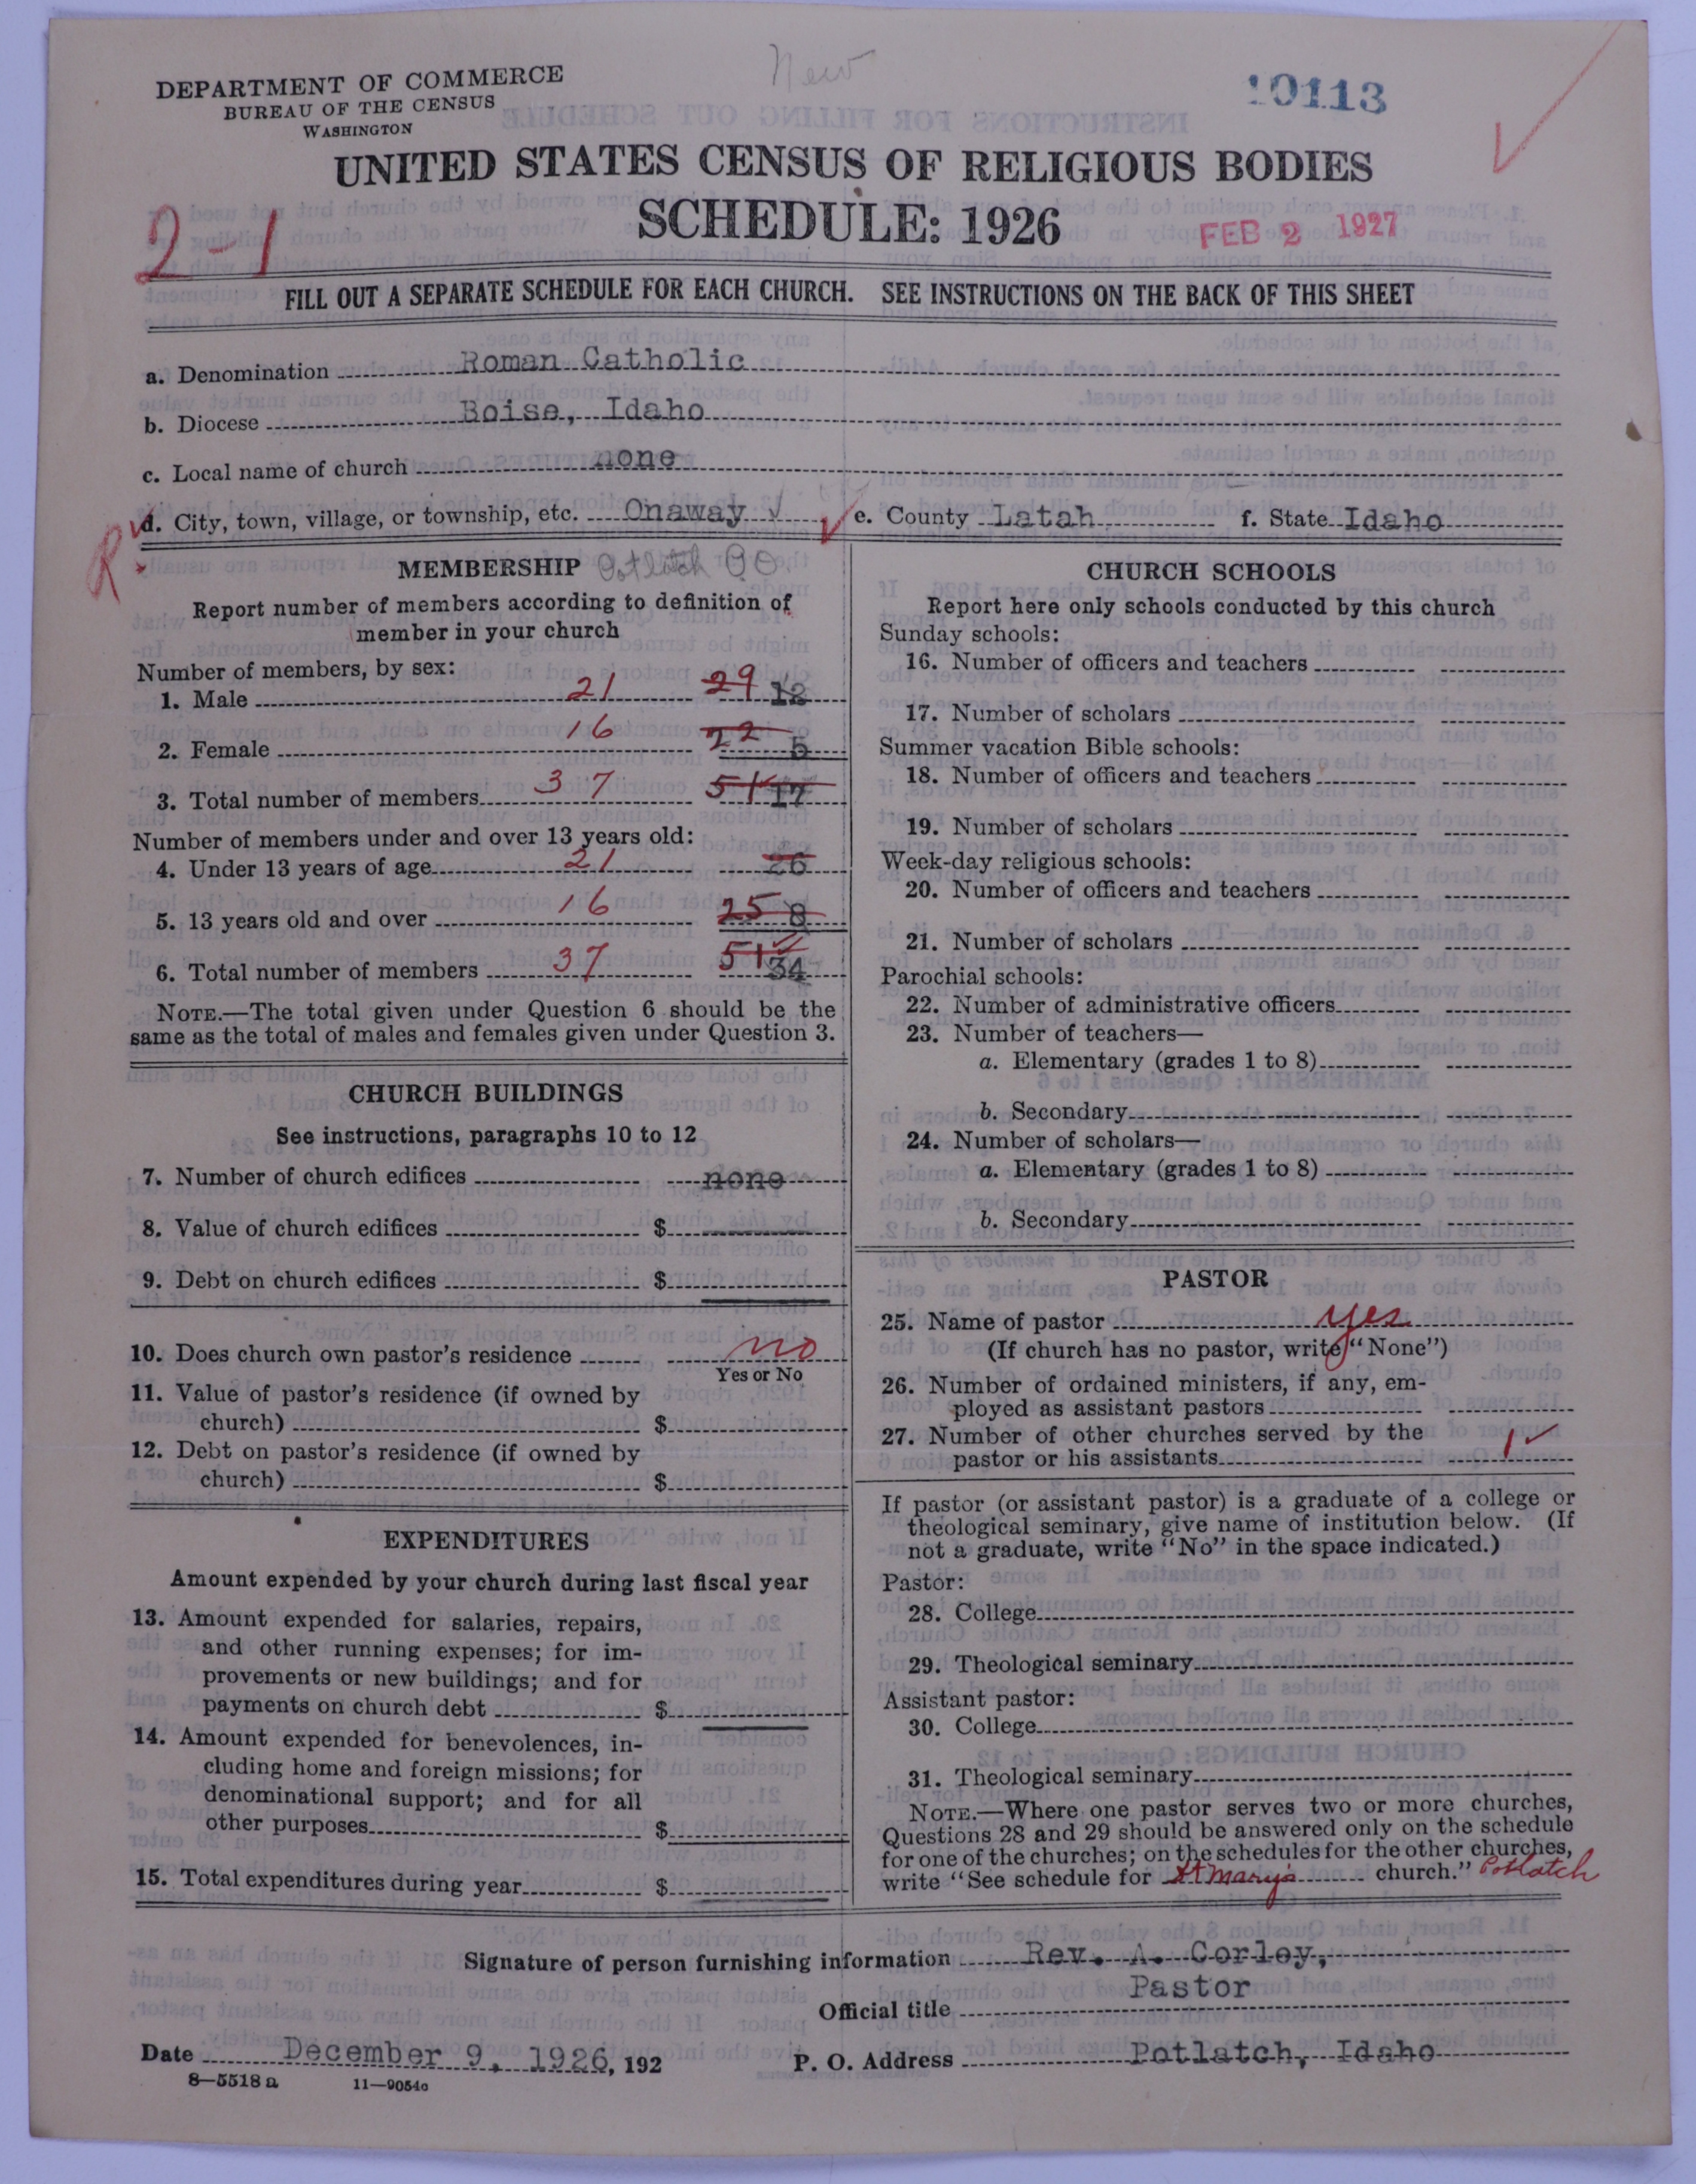 New
DEPARTMENT OF COMMERCE
BUREAU OF THE CENSUS
WASHINGTON
10113
UNITED STATES CENSUS OF RELIGIOUS BODIES
SCHEDULE: 1926
2-1
FEB 2 1927
FILL OUT A SEPARATE SCHEDULE FOR EACH CHURCH. SEE INSTRUCTIONS ON THE BACK OF THIS SHEET
a. Denomination Roman Catholic
b. Diocese Boise, Idaho
c. Local name of church none
d. City, town, village, or township, etc. Onaway ✓ e. County Latah f. State Idaho
R
MEMBERSHIP Potlatch PO
Report number of members according to definition of
member in your church
Number of members, by sex:
1. Male 21 29 12
2. Female 16 22 5
3. Total number of members 37 51 17
Number of members under and over 13 years old:
4. Under 13 years of age 21 26
5. 13 years old and over 16 25 8
6. Total number of members 37 51 34
NOTE.—The total given under Question 6 should be the
same as the total of males and females given under Question 3.
CHURCH BUILDINGS
See instructions, paragraphs 10 to 12
7. Number of church edifices none
8. Value of church edifices $
9. Debt on church edifices $
10. Does church own pastor's residence no
Yes or No
11. Value of pastor's residence (if owned by
church) $
12. Debt on pastor's residence (if owned by
church) $
EXPENDITURES
Amount expended by your church during last fiscal year
13. Amount expended for salaries, repairs,
and other running expenses; for im-
provements or new buildings; and for
payments on church debt $
14. Amount expended for benevolences, in-
cluding home and foreign missions; for
denominational support; and for all
other purposes $
15. Total expenditures during year $
CHURCH SCHOOLS
Report here only schools conducted by this church
Sunday schools:
16. Number of officers and teachers
17. Number of scholars
Summer vacation Bible schools:
18. Number of officers and teachers
19. Number of scholars
Week-day religious schools:
20. Number of officers and teachers
21. Number of scholars
Parochial schools:
22. Number of administrative officers
23. Number of teachers—
a. Elementary (grades 1 to 8)
b. Secondary
24. Number of scholars—
a. Elementary (grades 1 to 8)
b. Secondary
PASTOR
25. Name of pastor yes
(If church has no pastor, write "None")
26. Number of ordained ministers, if any, em-
ployed as assistant pastors
27. Number of other churches served by the
pastor or his assistants 1 ✓
If pastor (or assistant pastor) is a graduate of a college or
theological seminary, give name of institution below. (If
not a graduate, write "No" in the space indicated.)
Pastor:
28. College
29. Theological seminary
Assistant pastor:
30. College
31. Theological seminary
NOTE.—Where one pastor serves two or more churches,
Questions 28 and 29 should be answered only on the schedule
for one of the churches; on the schedules for the other churches,
write "See schedule for St Mary's church." Potlatch
Signature of person furnishing information Rev. A. Corley,
Official title Pastor
Date December 9, 1926, 192 P. O. Address Potlatch, Idaho
8—5518 a 11—9054c